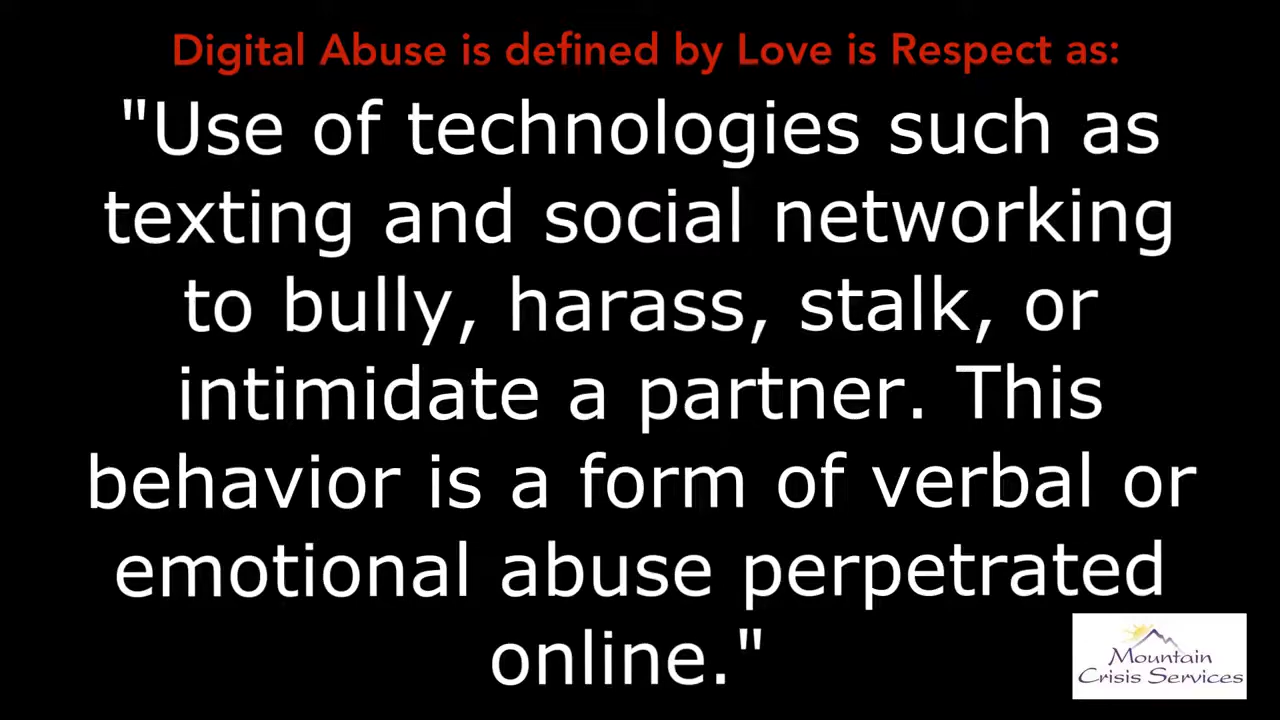 Digital Abuse is defined by Love is Respect as:
"Use of technologies such as
texting and social networking
to bully, harass, stalk, or
intimidate a partner. This
behavior is a form of verbal or
emotional abuse perpetrated
online."
Mountain
Crisis Services